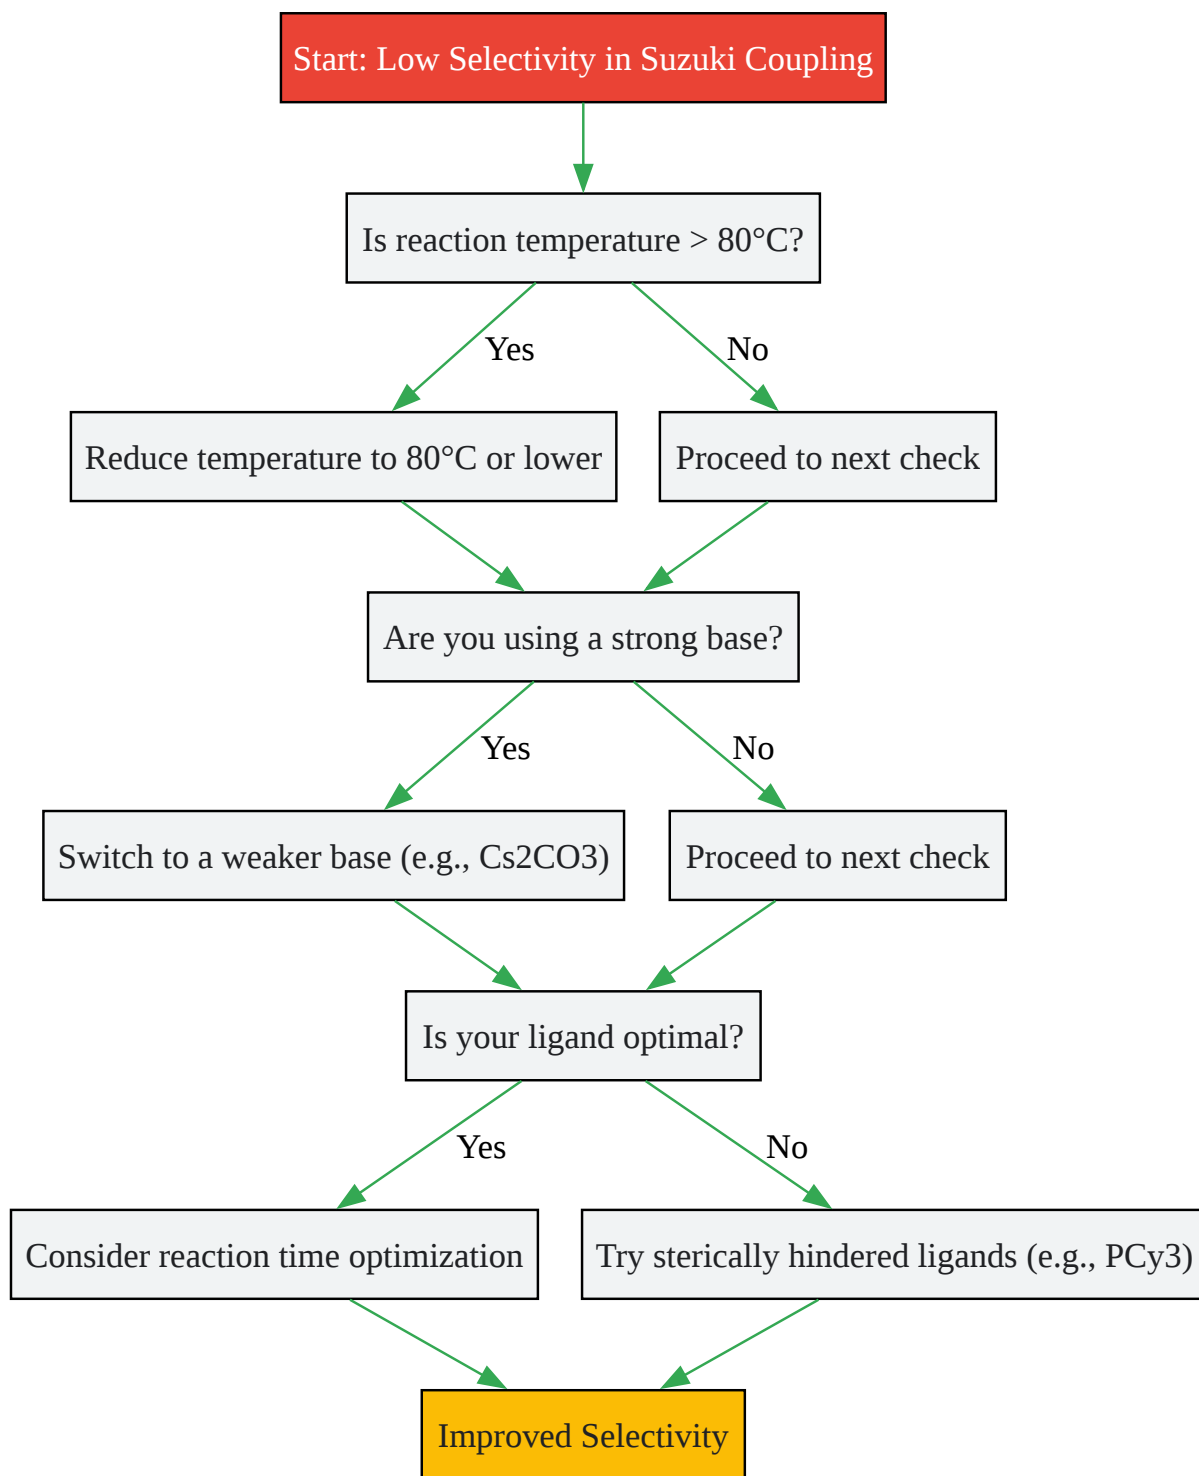 Start: Low Selectivity in Suzuki Coupling
Is reaction temperature > 80°C?
Yes
No
Reduce temperature to 80°C or lower
Proceed to next check
Are you using a strong base?
Yes
No
Switch to a weaker base (e.g., Cs2CO3)
Proceed to next check
Is your ligand optimal?
Yes
No
Consider reaction time optimization
Try sterically hindered ligands (e.g., PCy3)
Improved Selectivity